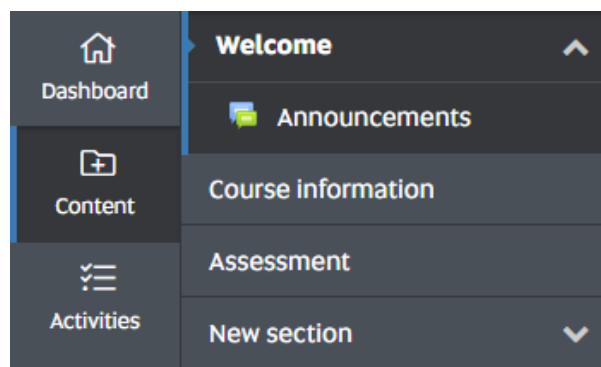 Dashboard
Content
Activities
Welcome
Announcements
Course information
Assessment
New section